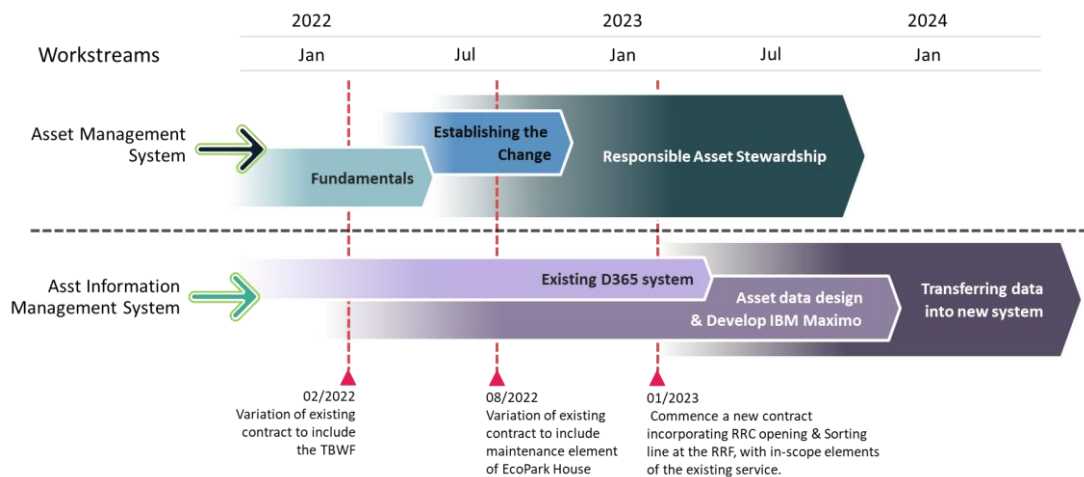 2022 2023 2024
Workstreams Jan Jul Jan Jul Jan
Asset Management
System
Establishing the
Change
Fundamentals
Responsible Asset Stewardship
Asst Information
Management System
Existing D365 system
Asset data design
& Develop IBM Maximo
Transferring data
into new system
02/2022
Variation of existing
contract to include
the TBWF
08/2022
Variation of existing
contract to include
maintenance element
of EcoPark House
01/2023
Commence a new contract
incorporating RRC opening & Sorting
line at the RRF, with in-scope elements
of the existing service.